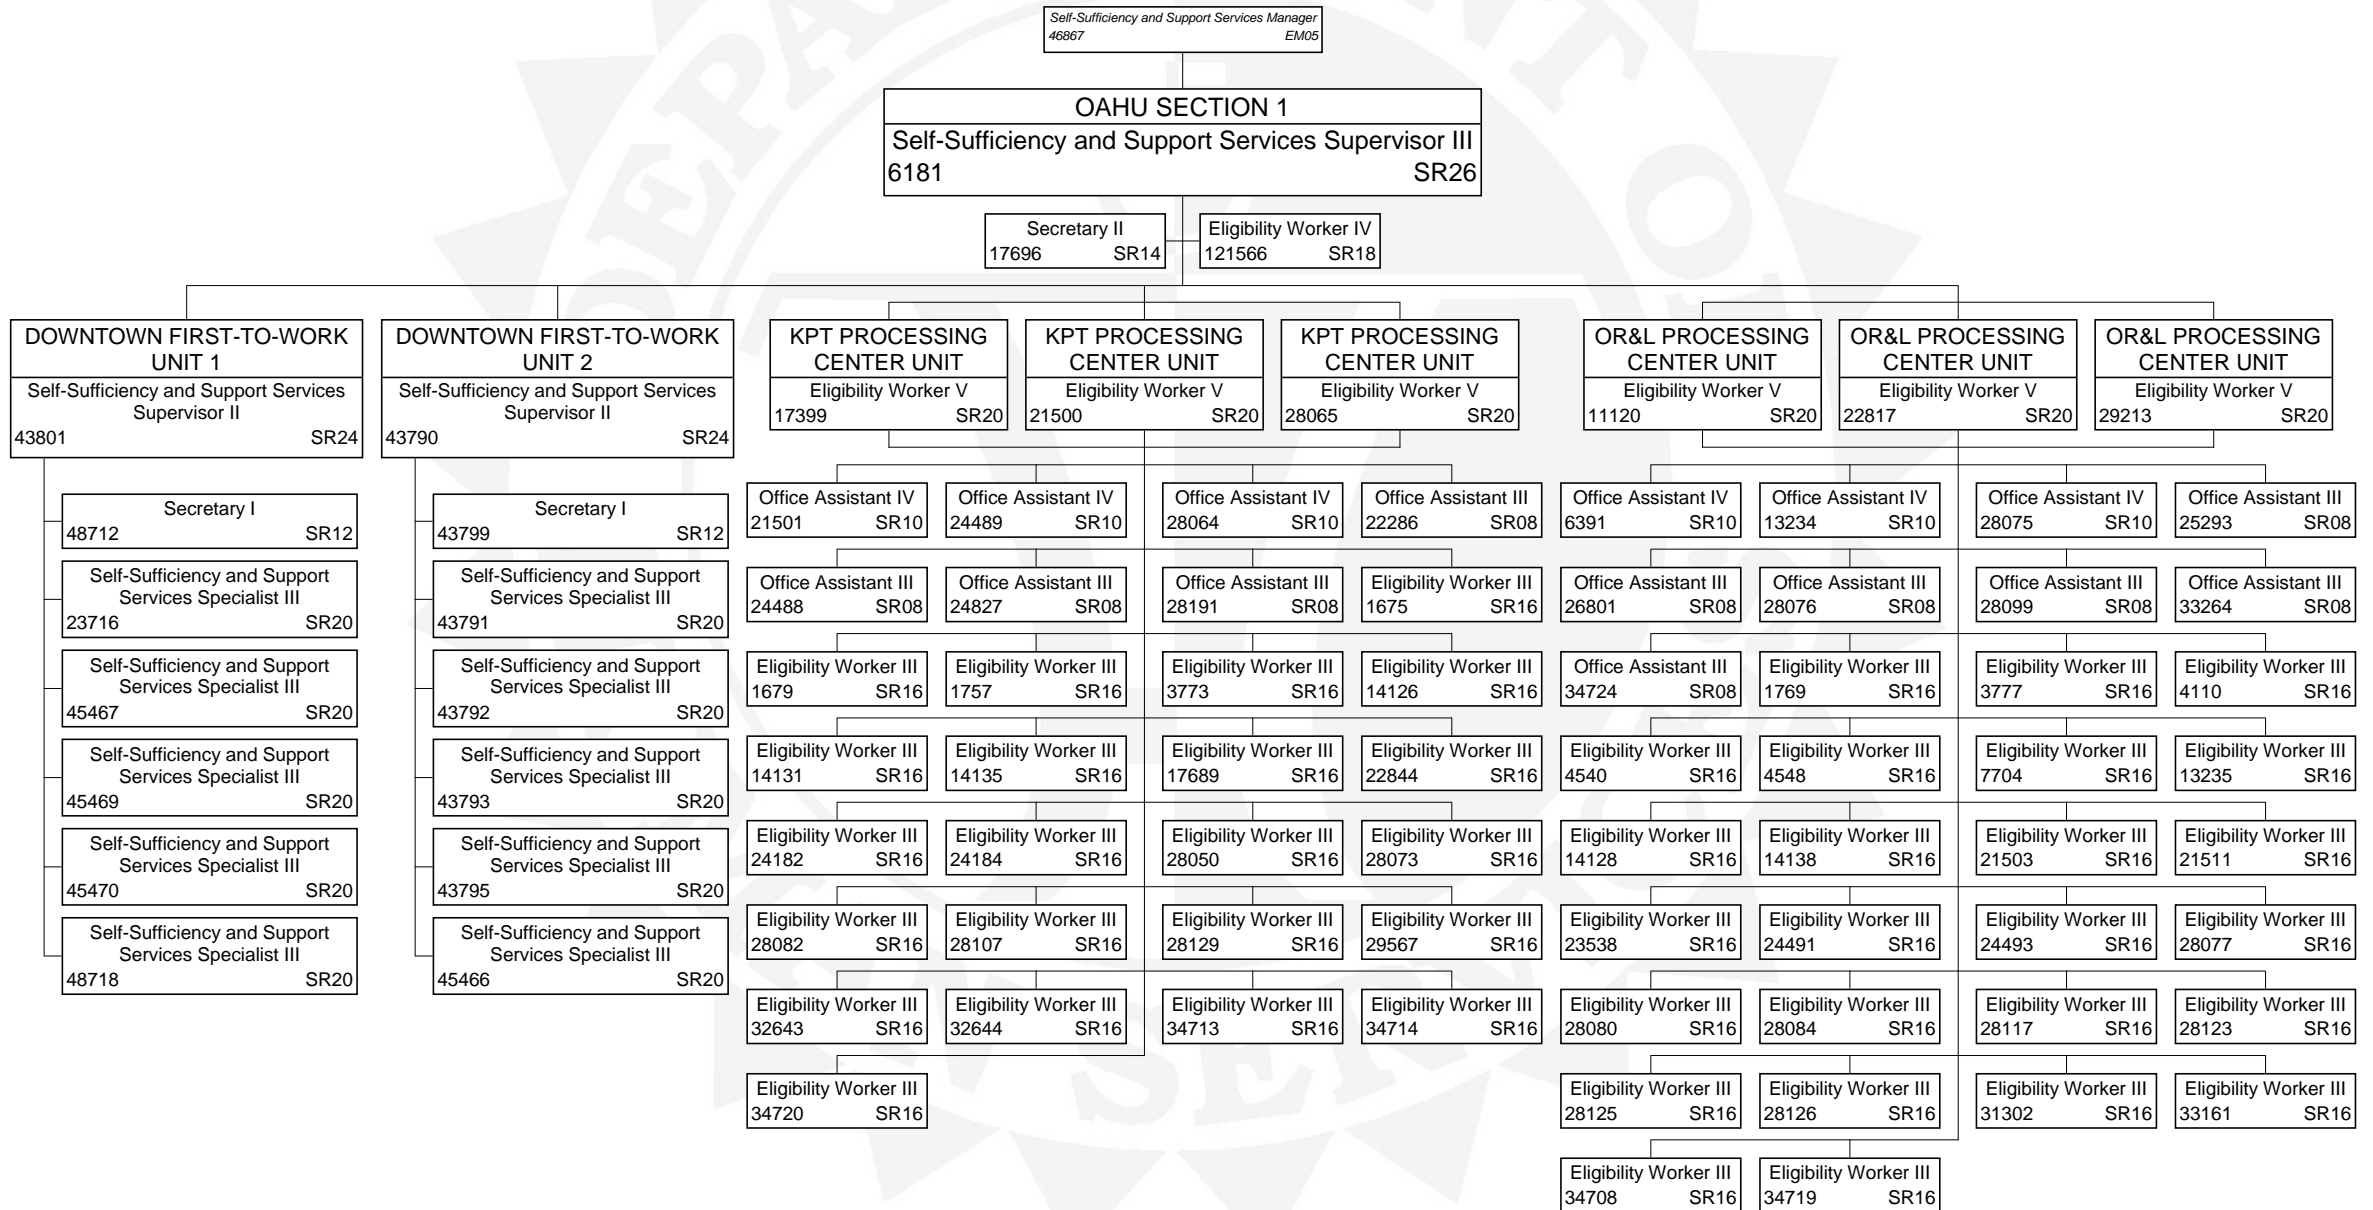 Self-Sufficiency and Support Services Manager
46867 EM05
OAHU SECTION 1
Self-Sufficiency and Support Services Supervisor III
6181 SR26
Secretary II
17696 SR14
Eligibility Worker IV
121566 SR18
DOWNTOWN FIRST-TO-WORK
UNIT 1
Self-Sufficiency and Support Services
Supervisor II
43801 SR24
Secretary I
48712 SR12
Self-Sufficiency and Support
Services Specialist III
23716 SR20
Self-Sufficiency and Support
Services Specialist III
45467 SR20
Self-Sufficiency and Support
Services Specialist III
45469 SR20
Self-Sufficiency and Support
Services Specialist III
45470 SR20
Self-Sufficiency and Support
Services Specialist III
48718 SR20
DOWNTOWN FIRST-TO-WORK
UNIT 2
Self-Sufficiency and Support Services
Supervisor II
43790 SR24
Secretary I
43799 SR12
Self-Sufficiency and Support
Services Specialist III
43791 SR20
Self-Sufficiency and Support
Services Specialist III
43792 SR20
Self-Sufficiency and Support
Services Specialist III
43793 SR20
Self-Sufficiency and Support
Services Specialist III
43795 SR20
Self-Sufficiency and Support
Services Specialist III
45466 SR20
KPT PROCESSING
CENTER UNIT
Eligibility Worker V
17399 SR20
KPT PROCESSING
CENTER UNIT
Eligibility Worker V
21500 SR20
KPT PROCESSING
CENTER UNIT
Eligibility Worker V
28065 SR20
Office Assistant IV
21501 SR10
Office Assistant IV
24489 SR10
Office Assistant IV
28064 SR10
Office Assistant III
22286 SR08
Office Assistant III
24488 SR08
Office Assistant III
24827 SR08
Office Assistant III
28191 SR08
Eligibility Worker III
1675 SR16
Eligibility Worker III
1679 SR16
Eligibility Worker III
1757 SR16
Eligibility Worker III
3773 SR16
Eligibility Worker III
14126 SR16
Eligibility Worker III
14131 SR16
Eligibility Worker III
14135 SR16
Eligibility Worker III
17689 SR16
Eligibility Worker III
22844 SR16
Eligibility Worker III
24182 SR16
Eligibility Worker III
24184 SR16
Eligibility Worker III
28050 SR16
Eligibility Worker III
28073 SR16
Eligibility Worker III
28082 SR16
Eligibility Worker III
28107 SR16
Eligibility Worker III
28129 SR16
Eligibility Worker III
29567 SR16
Eligibility Worker III
32643 SR16
Eligibility Worker III
32644 SR16
Eligibility Worker III
34713 SR16
Eligibility Worker III
34714 SR16
Eligibility Worker III
34720 SR16
OR&L PROCESSING
CENTER UNIT
Eligibility Worker V
11120 SR20
OR&L PROCESSING
CENTER UNIT
Eligibility Worker V
22817 SR20
OR&L PROCESSING
CENTER UNIT
Eligibility Worker V
29213 SR20
Office Assistant IV
6391 SR10
Office Assistant IV
13234 SR10
Office Assistant IV
28075 SR10
Office Assistant III
25293 SR08
Office Assistant III
26801 SR08
Office Assistant III
28076 SR08
Office Assistant III
28099 SR08
Office Assistant III
33264 SR08
Office Assistant III
34724 SR08
Eligibility Worker III
1769 SR16
Eligibility Worker III
3777 SR16
Eligibility Worker III
4110 SR16
Eligibility Worker III
4540 SR16
Eligibility Worker III
4548 SR16
Eligibility Worker III
7704 SR16
Eligibility Worker III
13235 SR16
Eligibility Worker III
14128 SR16
Eligibility Worker III
14138 SR16
Eligibility Worker III
21503 SR16
Eligibility Worker III
21511 SR16
Eligibility Worker III
23538 SR16
Eligibility Worker III
24491 SR16
Eligibility Worker III
24493 SR16
Eligibility Worker III
28077 SR16
Eligibility Worker III
28080 SR16
Eligibility Worker III
28084 SR16
Eligibility Worker III
28117 SR16
Eligibility Worker III
28123 SR16
Eligibility Worker III
28125 SR16
Eligibility Worker III
28126 SR16
Eligibility Worker III
31302 SR16
Eligibility Worker III
33161 SR16
Eligibility Worker III
34708 SR16
Eligibility Worker III
34719 SR16